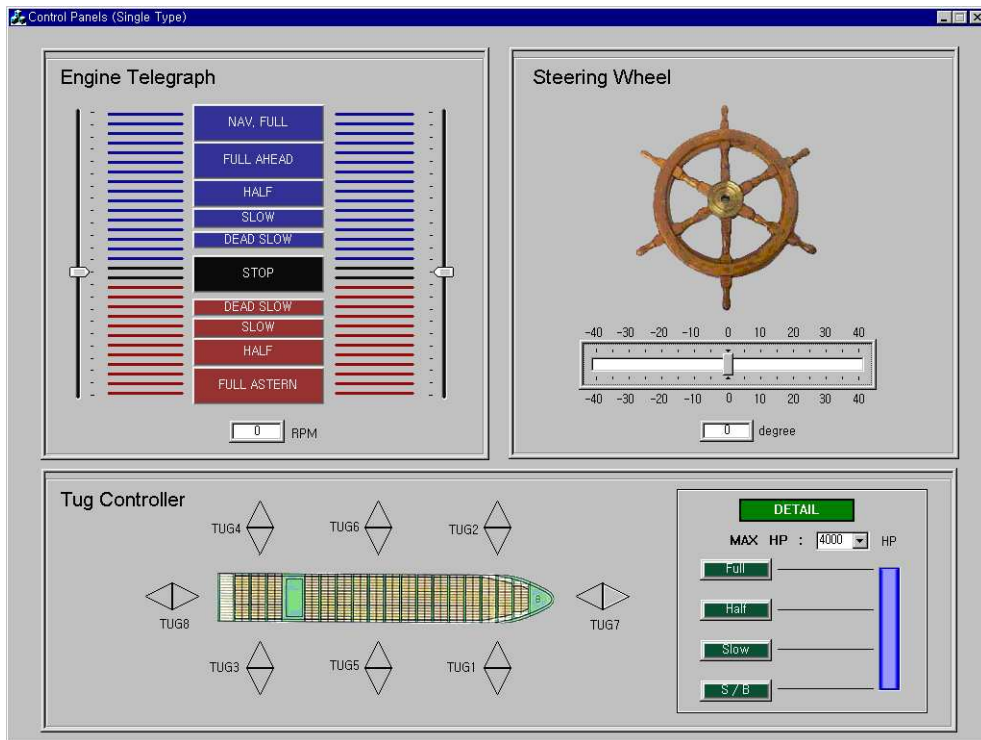 Control Panels (Single Type)
Engine Telegraph
NAV. FULL
FULL AHEAD
HALF
SLOW
DEAD SLOW
STOP
DEAD SLOW
SLOW
HALF
FULL ASTERN
0 RPM
Steering Wheel
-40 -30 -20 -10 0 10 20 30 40
-40 -30 -20 -10 0 10 20 30 40
0 degree
Tug Controller
TUG4 TUG6 TUG2
TUG8 TUG7
TUG3 TUG5 TUG1
DETAIL
MAX HP : 4000 HP
Full
Half
Slow
S / B